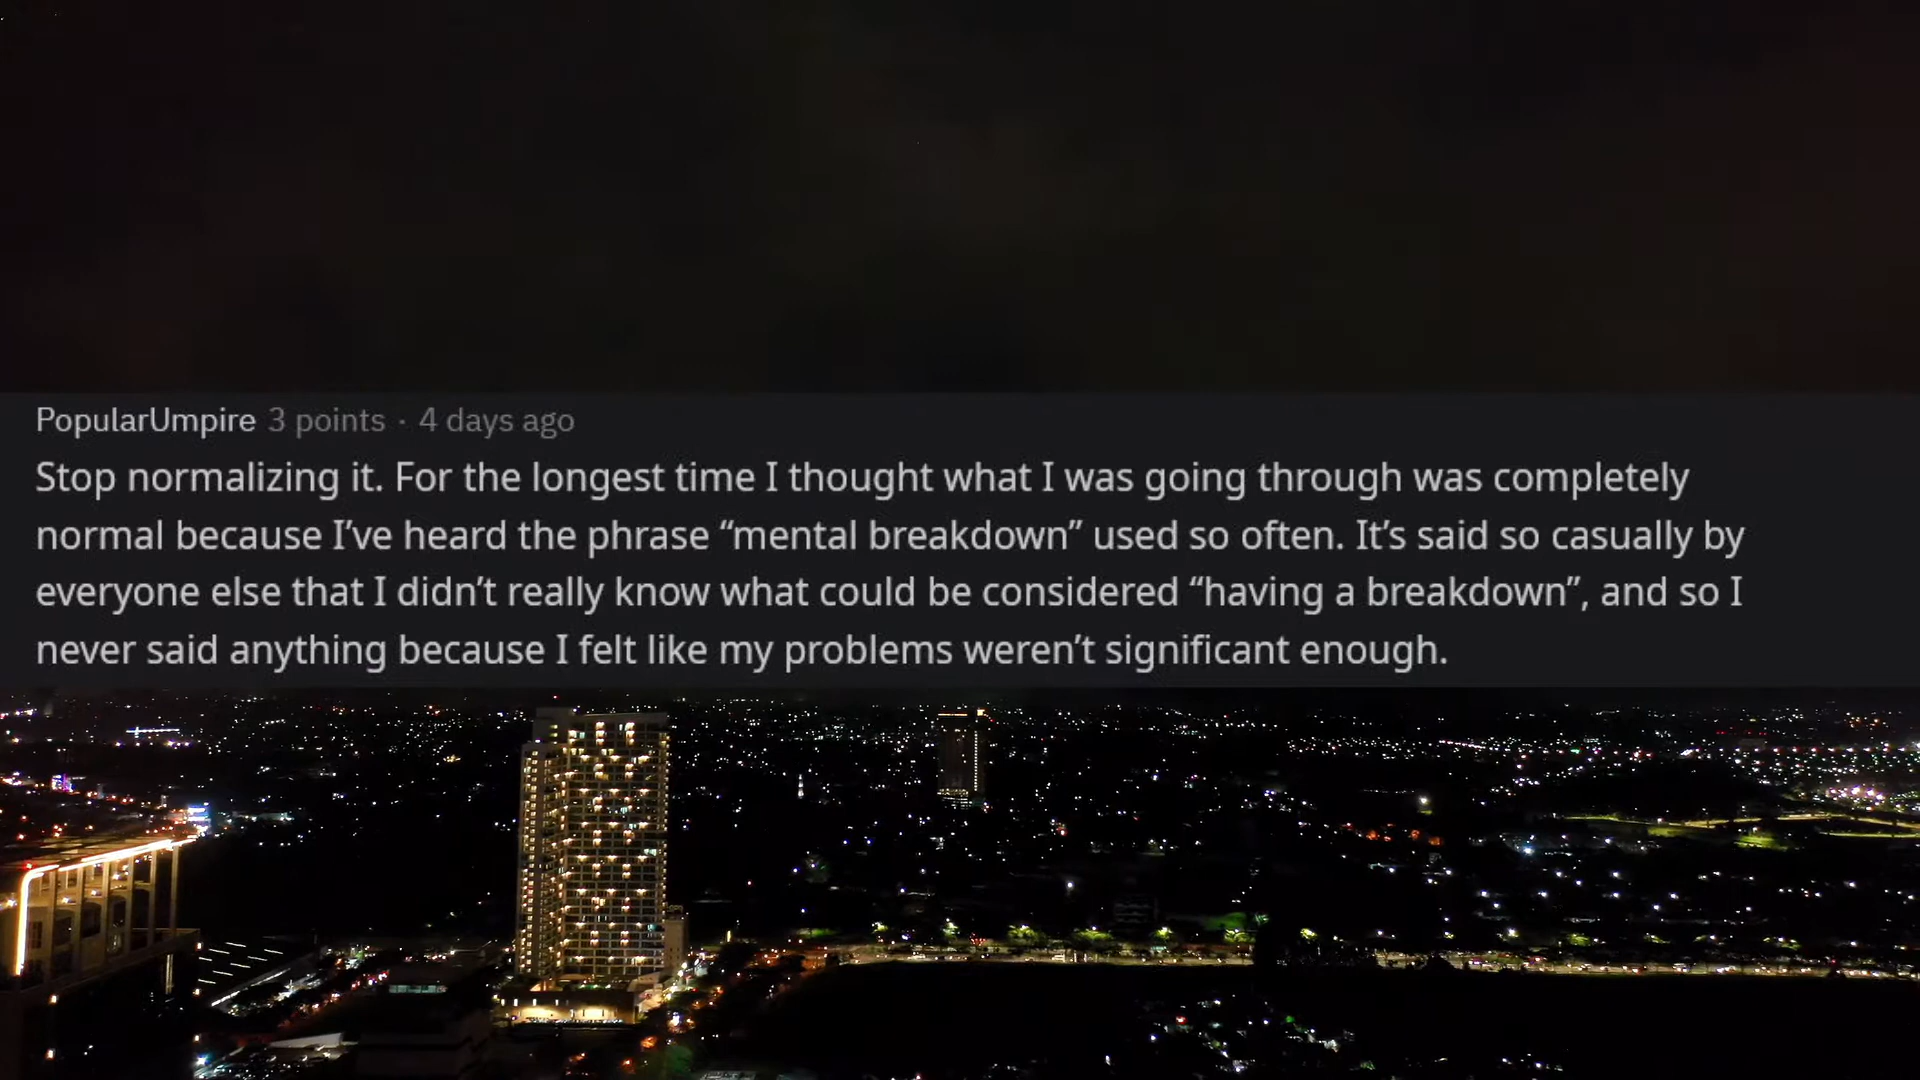 PopularUmpire 3 points · 4 days ago
Stop normalizing it. For the longest time I thought what I was going through was completely
normal because I’ve heard the phrase “mental breakdown” used so often. It’s said so casually by
everyone else that I didn’t really know what could be considered “having a breakdown”, and so I
never said anything because I felt like my problems weren’t significant enough.